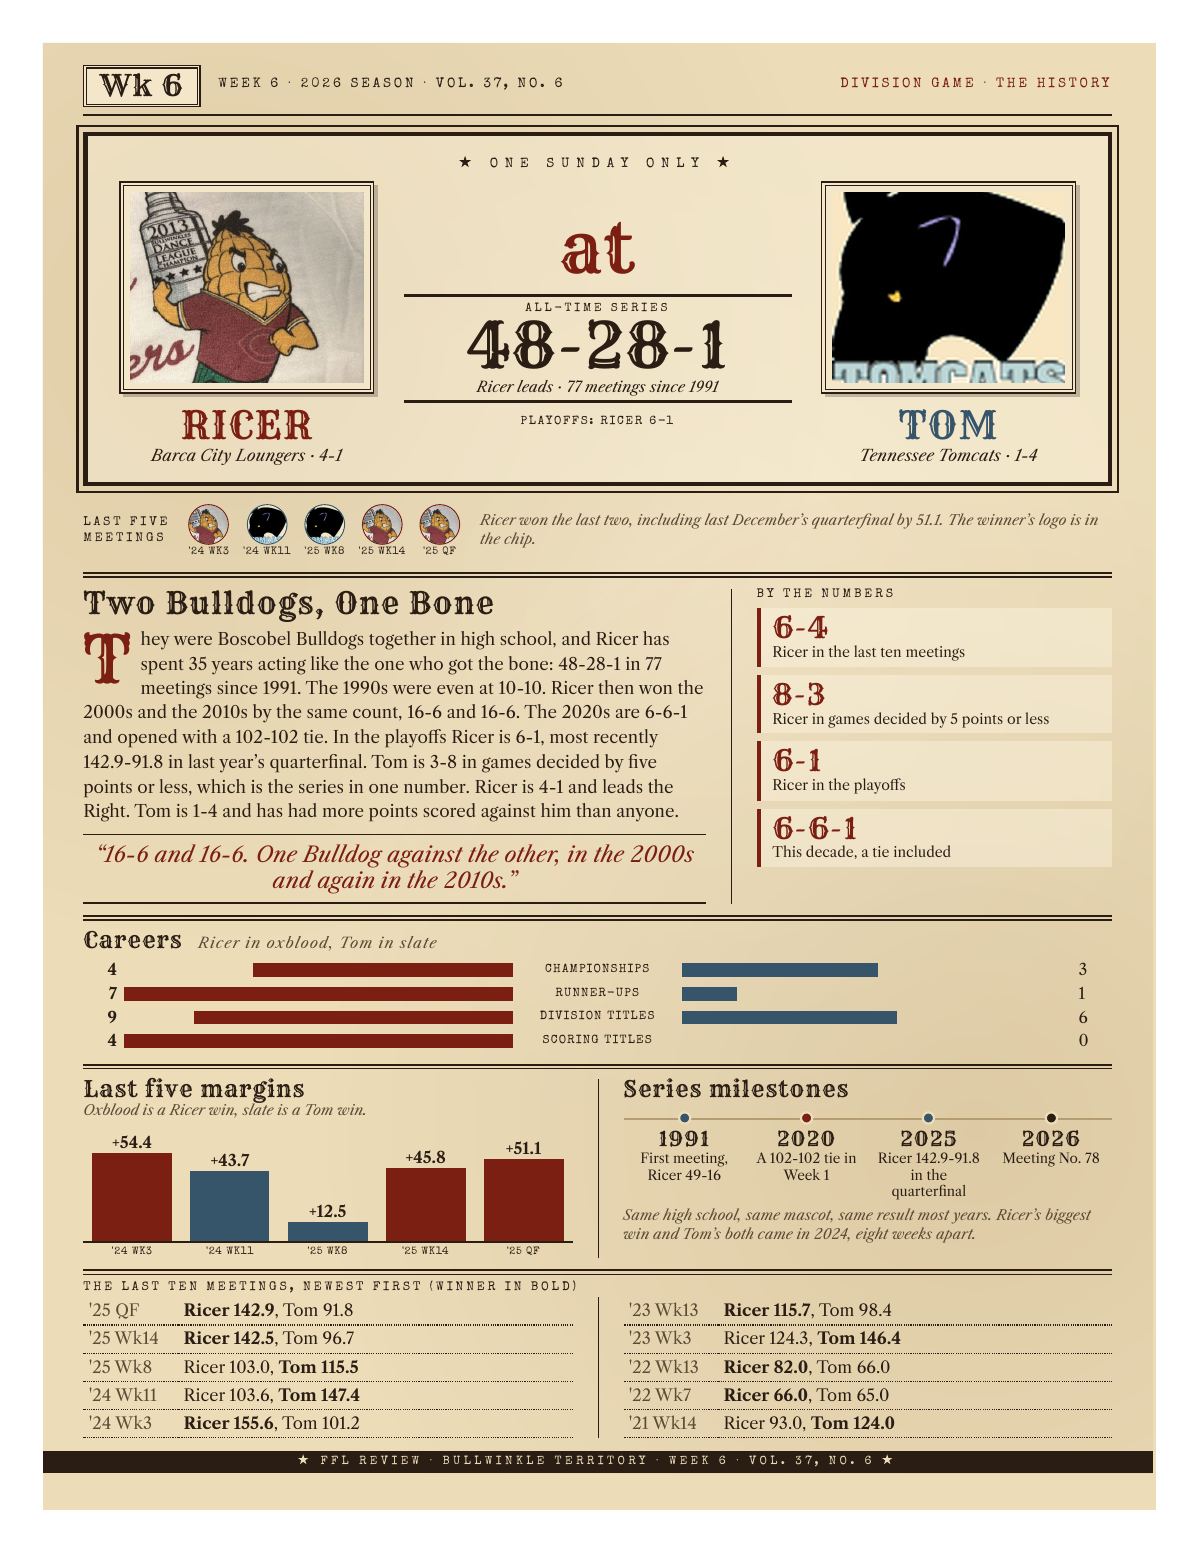 Wk 6
WEEK 6 · 2026 SEASON · VOL. 37, NO. 6
DIVISION GAME · THE HISTORY
★ ONE SUNDAY ONLY ★
2013
DANCE
LEAGUE
CHAMPION
ers
at
ALL-TIME SERIES
48-28-1
Ricer leads · 77 meetings since 1991
PLAYOFFS: RICER 6-1
TOMCATS
RICER
Barca City Loungers · 4-1
TOM
Tennessee Tomcats · 1-4
LAST FIVE
MEETINGS
'24 WK3
'24 WK11
'25 WK8
'25 WK14
'25 QF
Ricer won the last two, including last December’s quarterfinal by 51.1. The winner’s logo is in
the chip.
Two Bulldogs, One Bone
They were Boscobel Bulldogs together in high school, and Ricer has
spent 35 years acting like the one who got the bone: 48-28-1 in 77
meetings since 1991. The 1990s were even at 10-10. Ricer then won the
2000s and the 2010s by the same count, 16-6 and 16-6. The 2020s are 6-6-1
and opened with a 102-102 tie. In the playoffs Ricer is 6-1, most recently
142.9-91.8 in last year’s quarterfinal. Tom is 3-8 in games decided by five
points or less, which is the series in one number. Ricer is 4-1 and leads the
Right. Tom is 1-4 and has had more points scored against him than anyone.
“16-6 and 16-6. One Bulldog against the other, in the 2000s
and again in the 2010s.”
BY THE NUMBERS
6-4
Ricer in the last ten meetings
8-3
Ricer in games decided by 5 points or less
6-1
Ricer in the playoffs
6-6-1
This decade, a tie included
Careers Ricer in oxblood, Tom in slate
4 CHAMPIONSHIPS 3
7 RUNNER-UPS 1
9 DIVISION TITLES 6
4 SCORING TITLES 0
Last five margins
Oxblood is a Ricer win, slate is a Tom win.
+54.4
+43.7
+12.5
+45.8
+51.1
'24 WK3
'24 WK11
'25 WK8
'25 WK14
'25 QF
Series milestones
1991
First meeting,
Ricer 49-16
2020
A 102-102 tie in
Week 1
2025
Ricer 142.9-91.8
in the
quarterfinal
2026
Meeting No. 78
Same high school, same mascot, same result most years. Ricer’s biggest
win and Tom’s both came in 2024, eight weeks apart.
THE LAST TEN MEETINGS, NEWEST FIRST (WINNER IN BOLD)
'25 QF Ricer 142.9, Tom 91.8
'25 Wk14 Ricer 142.5, Tom 96.7
'25 Wk8 Ricer 103.0, Tom 115.5
'24 Wk11 Ricer 103.6, Tom 147.4
'24 Wk3 Ricer 155.6, Tom 101.2
'23 Wk13 Ricer 115.7, Tom 98.4
'23 Wk3 Ricer 124.3, Tom 146.4
'22 Wk13 Ricer 82.0, Tom 66.0
'22 Wk7 Ricer 66.0, Tom 65.0
'21 Wk14 Ricer 93.0, Tom 124.0
★ FFL REVIEW · BULLWINKLE TERRITORY · WEEK 6 · VOL. 37, NO. 6 ★